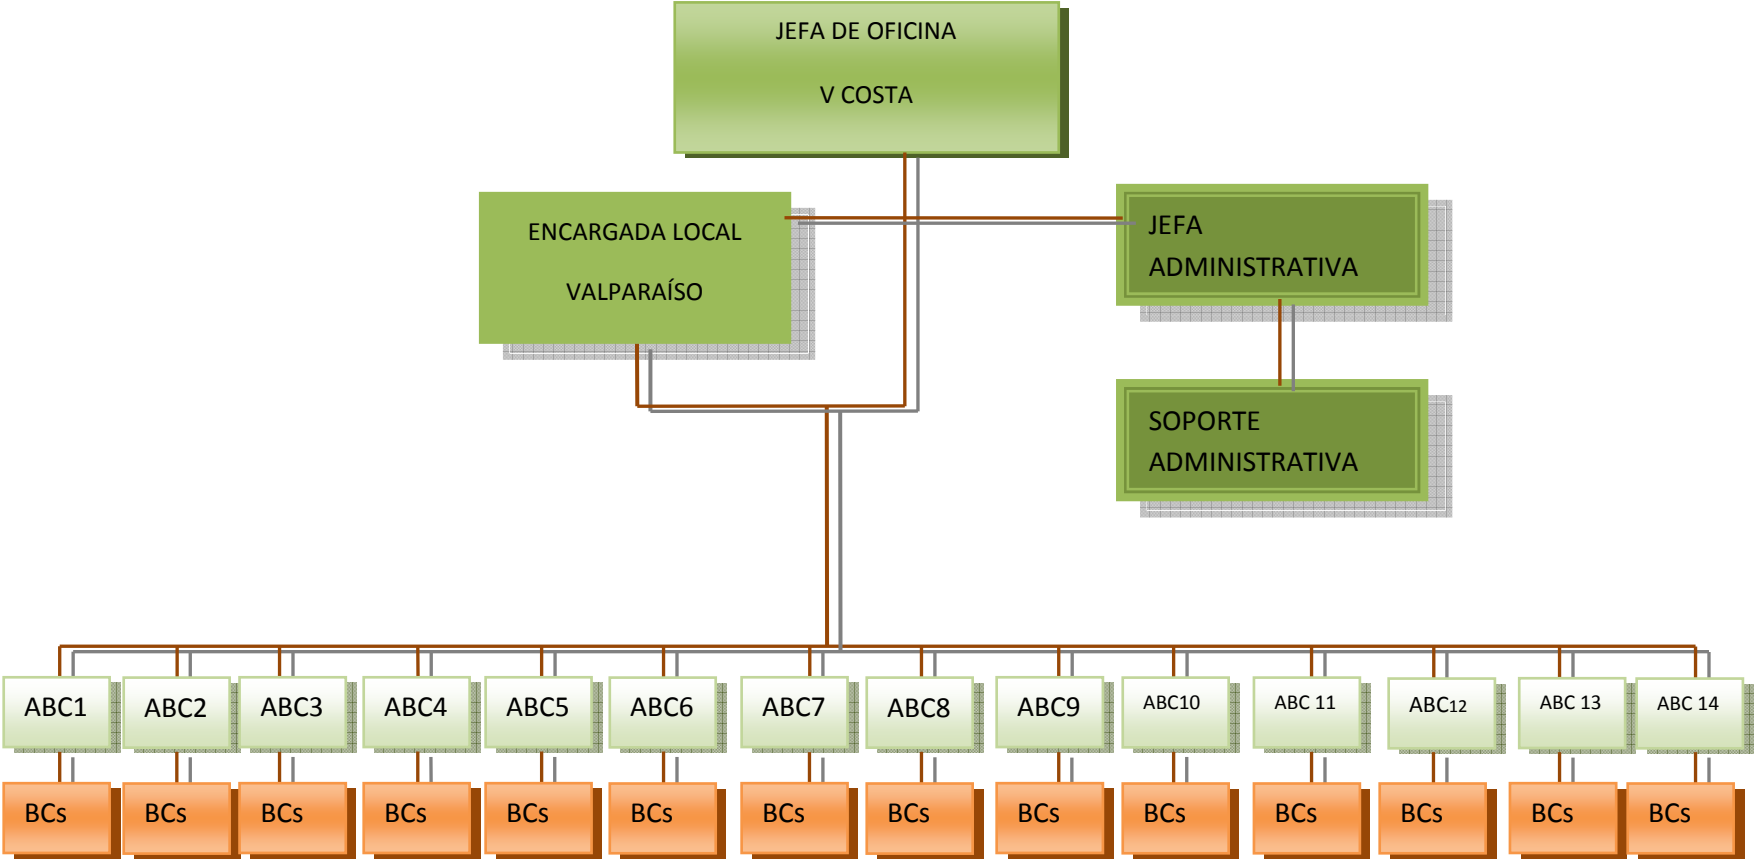 JEFA DE OFICINA
V COSTA
ENCARGADA LOCAL
VALPARAÍSO
JEFA
ADMINISTRATIVA
SOPORTE
ADMINISTRATIVA
ABC1
ABC2
ABC3
ABC4
ABC5
ABC6
ABC7
ABC8
ABC9
ABC10
ABC 11
ABC12
ABC 13
ABC 14
BCs
BCs
BCs
BCs
BCs
BCs
BCs
BCs
BCs
BCs
BCs
BCs
BCs
BCs